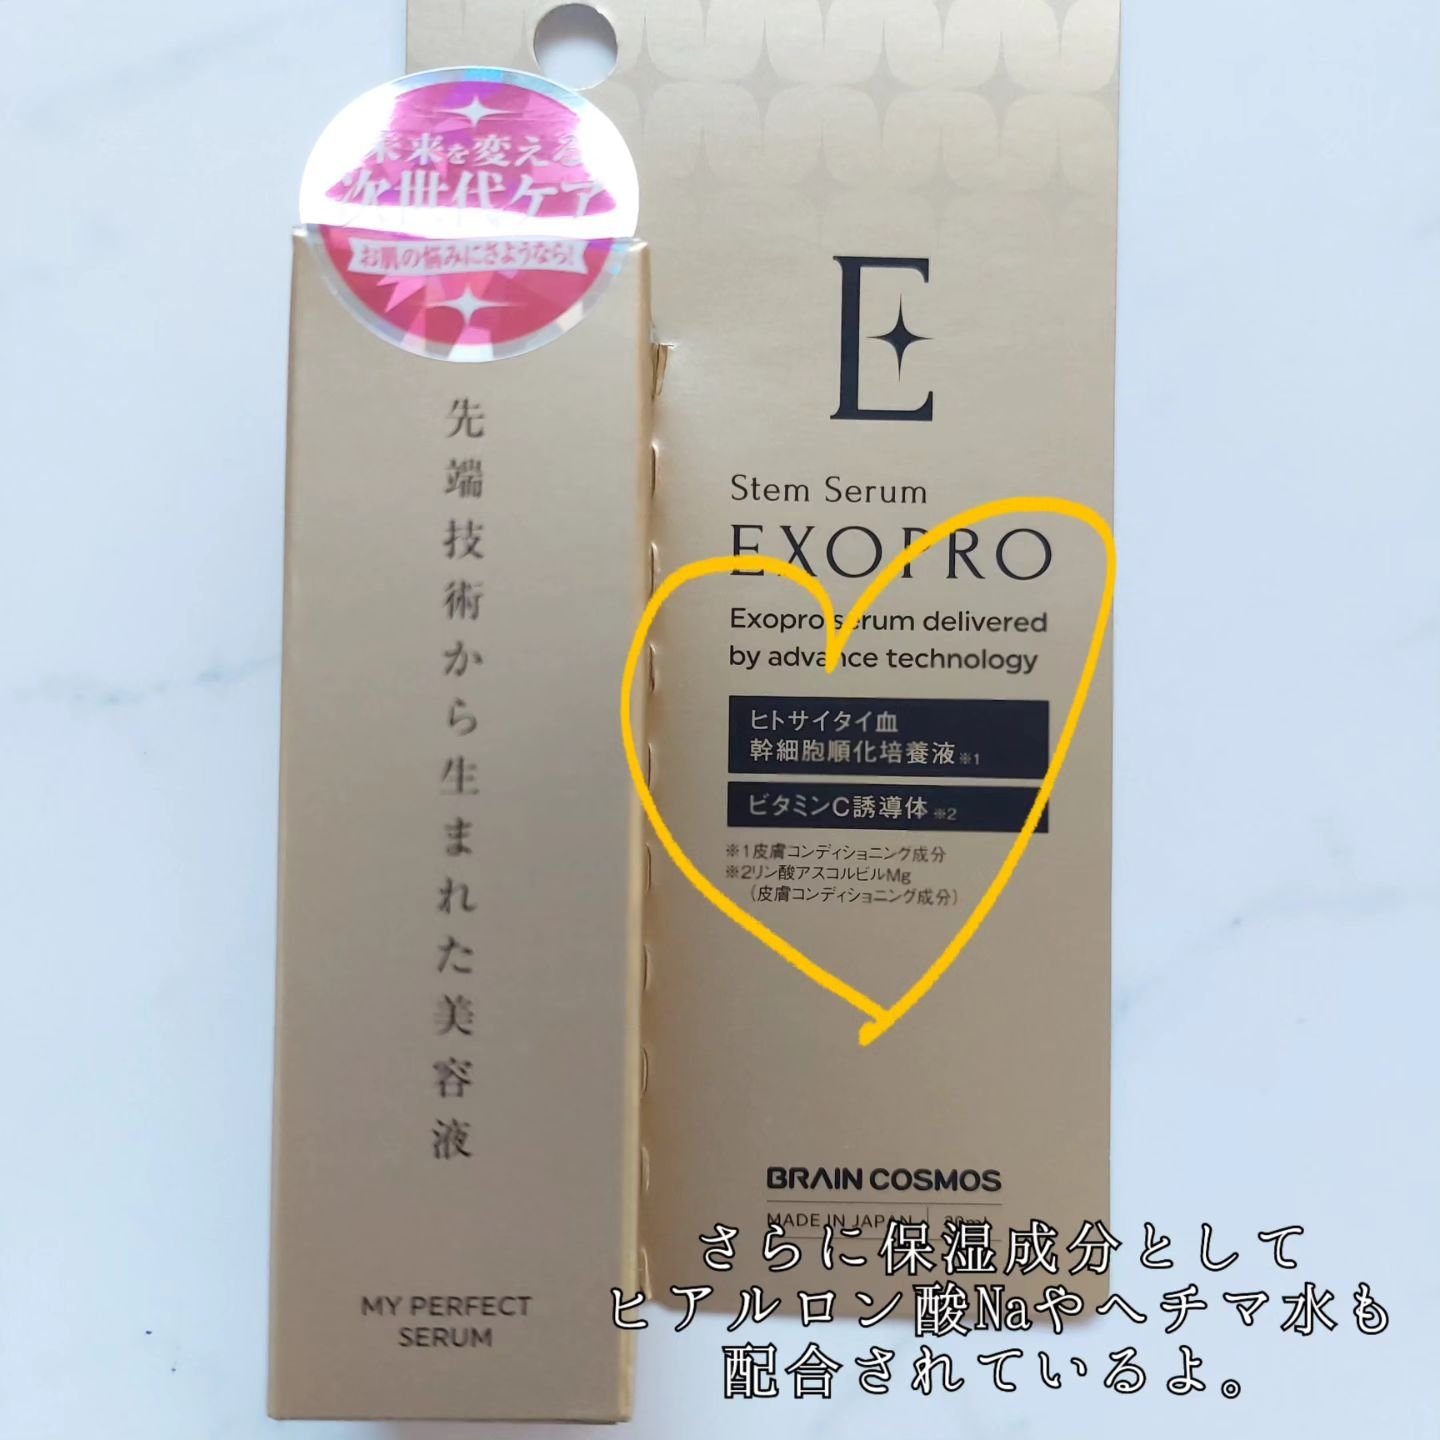 未来を変える
次世代ケア
お肌の悩みにさようなら!
先端技術から生まれた美容液
MY PERFECT
SERUM
E
Stem Serum
EXOPRO
Exopro serum delivered
by advance technology
ヒトサイタイ血
幹細胞順化培養液※1
ビタミンC誘導体※2
※1皮膚コンディショニング成分
※2リン酸アスコルビルMg
(皮膚コンディショニング成分)
BRAIN COSMOS
MADE IN JAPAN
さらに保湿成分として
ヒアルロン酸Naやヘチマ水も
配合されているよ。